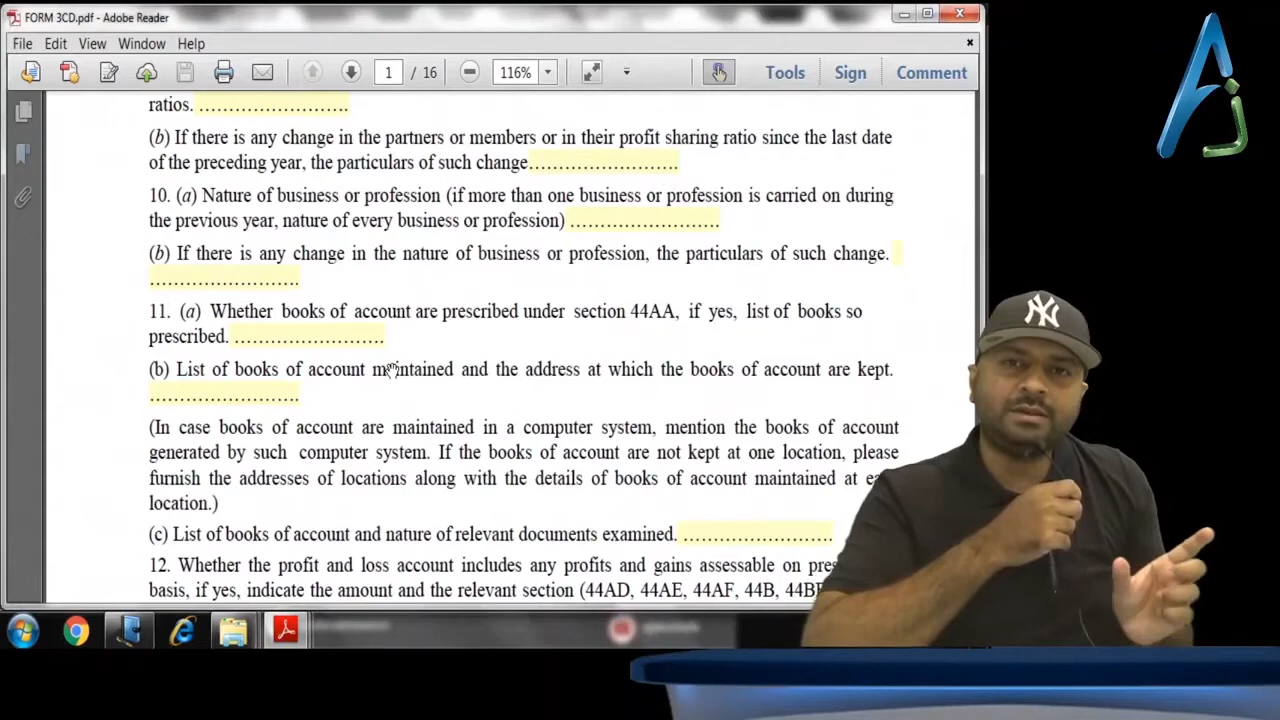 FORM 3CD.pdf - Adobe Reader
File Edit View Window Help
1 / 16 116% Tools Sign Comment
ratios. ........................
(b) If there is any change in the partners or members or in their profit sharing ratio since the last date
of the preceding year, the particulars of such change........................
10. (a) Nature of business or profession (if more than one business or profession is carried on during
the previous year, nature of every business or profession) ........................
(b) If there is any change in the nature of business or profession, the particulars of such change.
........................
11. (a) Whether books of account are prescribed under section 44AA, if yes, list of books so
prescribed. ........................
(b) List of books of account maintained and the address at which the books of account are kept.
........................
(In case books of account are maintained in a computer system, mention the books of account
generated by such computer system. If the books of account are not kept at one location, please
furnish the addresses of locations along with the details of books of account maintained at
location.)
(c) List of books of account and nature of relevant documents examined. ........................
12. Whether the profit and loss account includes any profits and gains assessable on
basis, if yes, indicate the amount and the relevant section (44AD, 44AE, 44AF, 44B,
NY